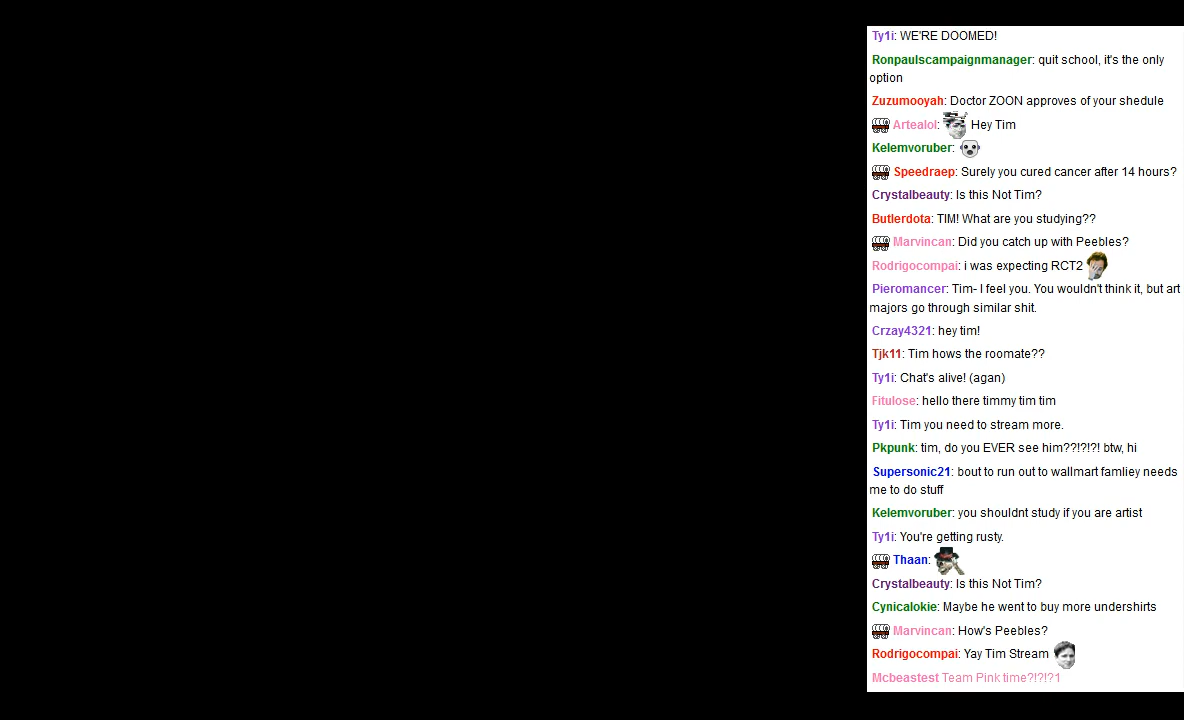 Ty1i: WE'RE DOOMED!
Ronpaulscampaignmanager: quit school, it's the only
option
Zuzumooyah: Doctor ZOON approves of your shedule
Artealol: Hey Tim
Kelemvoruber:
Speedraep: Surely you cured cancer after 14 hours?
Crystalbeauty: Is this Not Tim?
Butlerdota: TIM! What are you studying??
Marvincan: Did you catch up with Peebles?
Rodrigocompai: i was expecting RCT2
Pieromancer: Tim- I feel you. You wouldn't think it, but art
majors go through similar shit.
Crzay4321: hey tim!
Tjk11: Tim hows the roomate??
Ty1i: Chat's alive! (agan)
Fitulose: hello there timmy tim tim
Ty1i: Tim you need to stream more.
Pkpunk: tim, do you EVER see him??!?!?! btw, hi
Supersonic21: bout to run out to wallmart famliey needs
me to do stuff
Kelemvoruber: you shouldnt study if you are artist
Ty1i: You're getting rusty.
Thaan:
Crystalbeauty: Is this Not Tim?
Cynicalokie: Maybe he went to buy more undershirts
Marvincan: How's Peebles?
Rodrigocompai: Yay Tim Stream
Mcbeastest Team Pink time?!?!?1